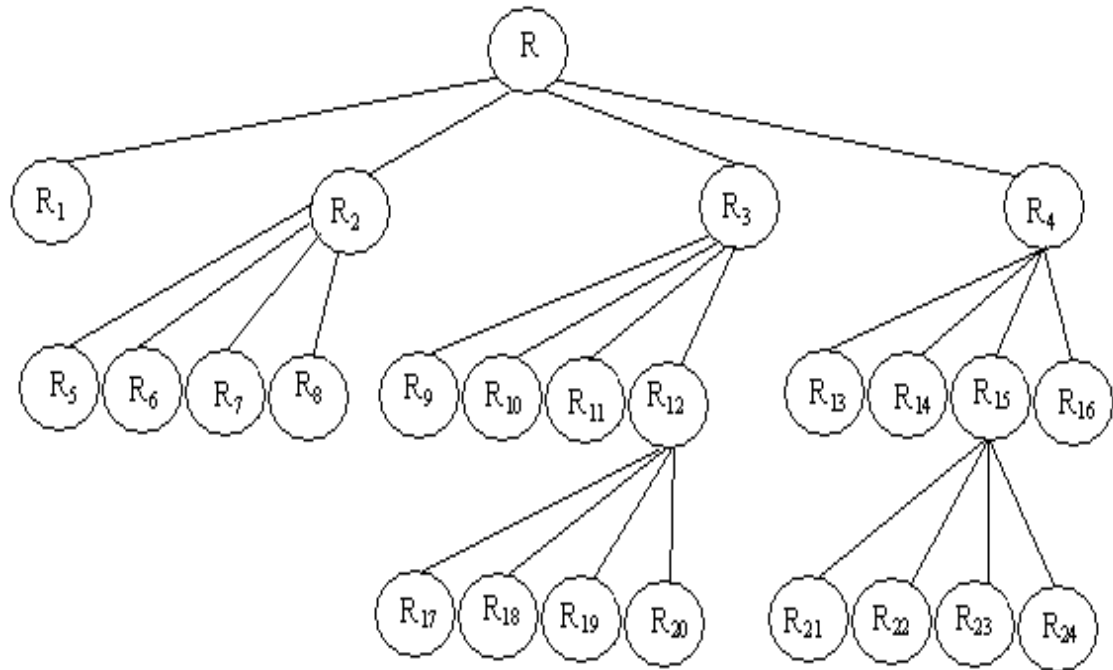 R
R₁ R₂ R₃ R₄
R₅ R₆ R₇ R₈ R₉ R₁₀ R₁₁ R₁₂ R₁₃ R₁₄ R₁₅ R₁₆
R₁₇ R₁₈ R₁₉ R₂₀ R₂₁ R₂₂ R₂₃ R₂₄